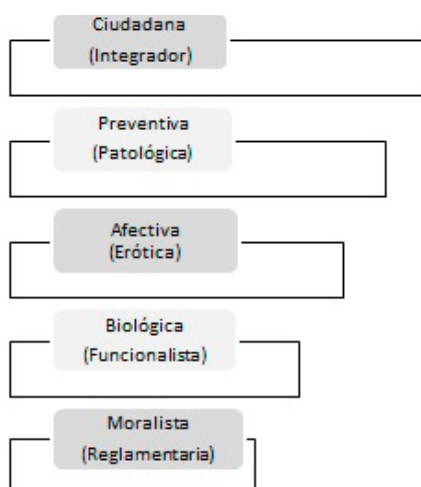 Ciudadana
(Integrador)
Preventiva
(Patológica)
Afectiva
(Erótica)
Biológica
(Funcionalista)
Moralista
(Reglamentaria)